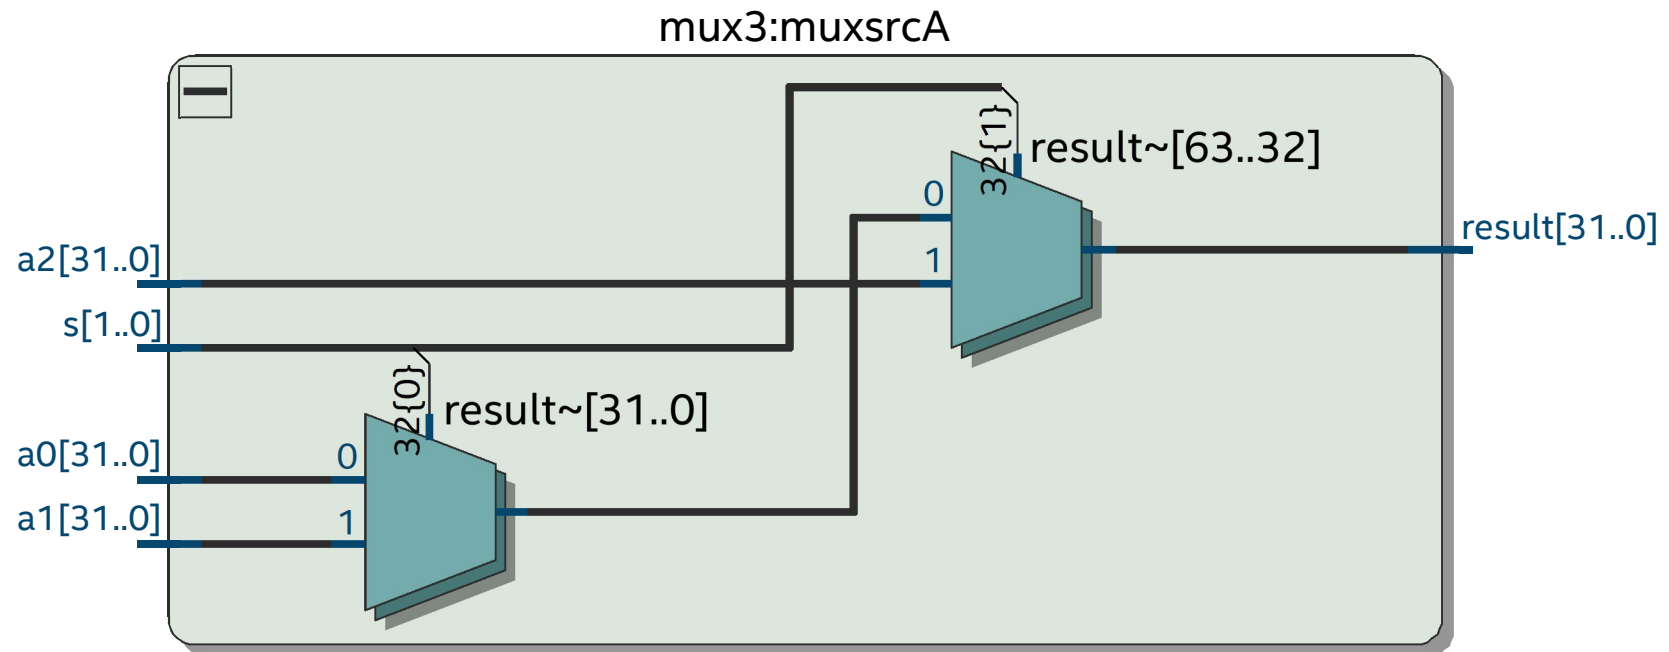 mux3:muxsrcA
32{1}
result~[63..32]
0
result[31..0]
a2[31..0]
1
s[1..0]
32{0}
result~[31..0]
a0[31..0]
0
a1[31..0]
1